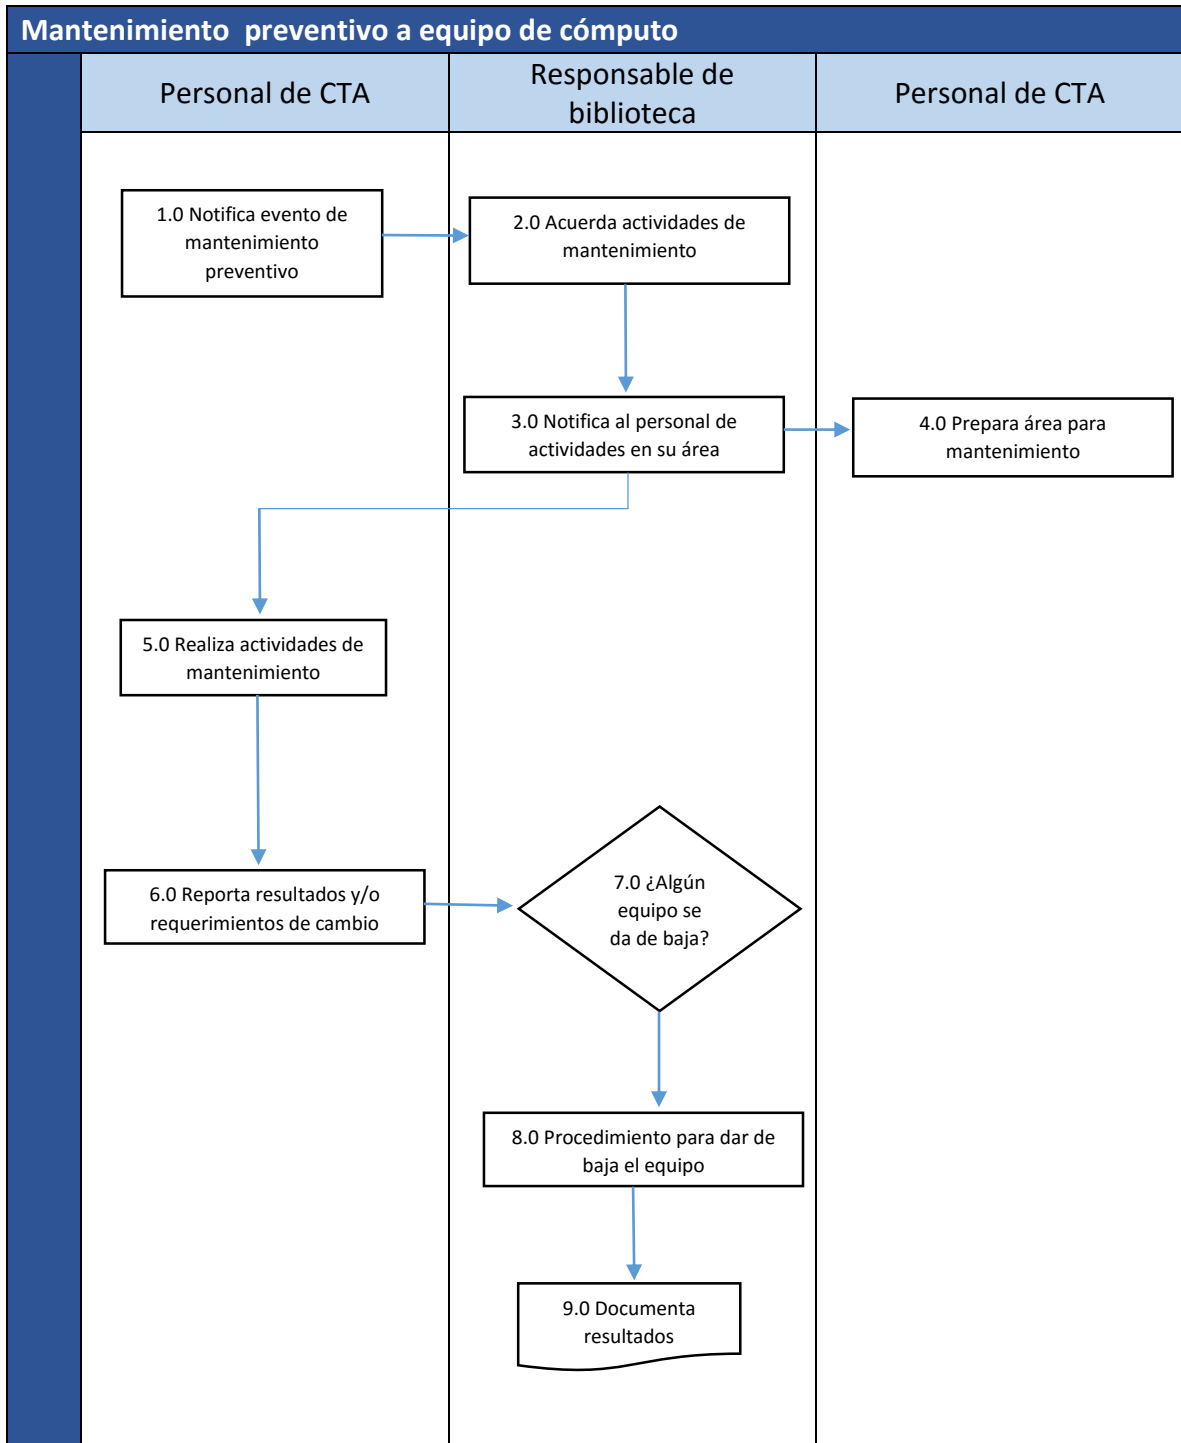 Mantenimiento  preventivo a equipo de cómputo
Personal de CTA
Responsable de
biblioteca
Personal de CTA
1.0 Notifica evento de
mantenimiento
preventivo
2.0 Acuerda actividades de
mantenimiento
3.0 Notifica al personal de
actividades en su área
4.0 Prepara área para
mantenimiento
5.0 Realiza actividades de
mantenimiento
6.0 Reporta resultados y/o
requerimientos de cambio
7.0 ¿Algún
equipo se
da de baja?
8.0 Procedimiento para dar de
baja el equipo
9.0 Documenta
resultados